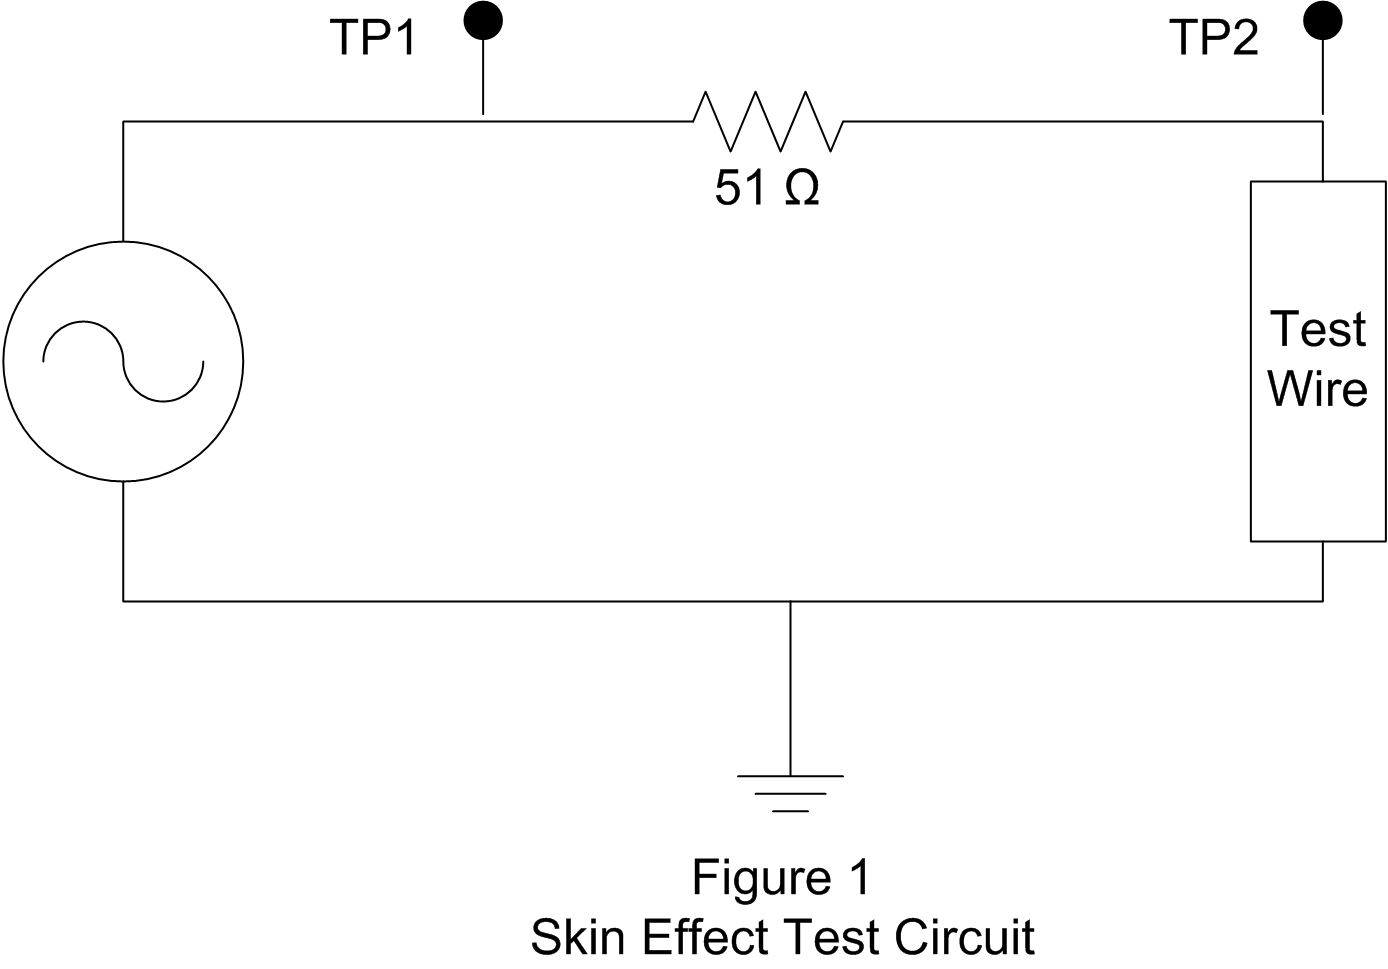 TP1
TP2
51 Ω
Test
Wire
Figure 1
Skin Effect Test Circuit